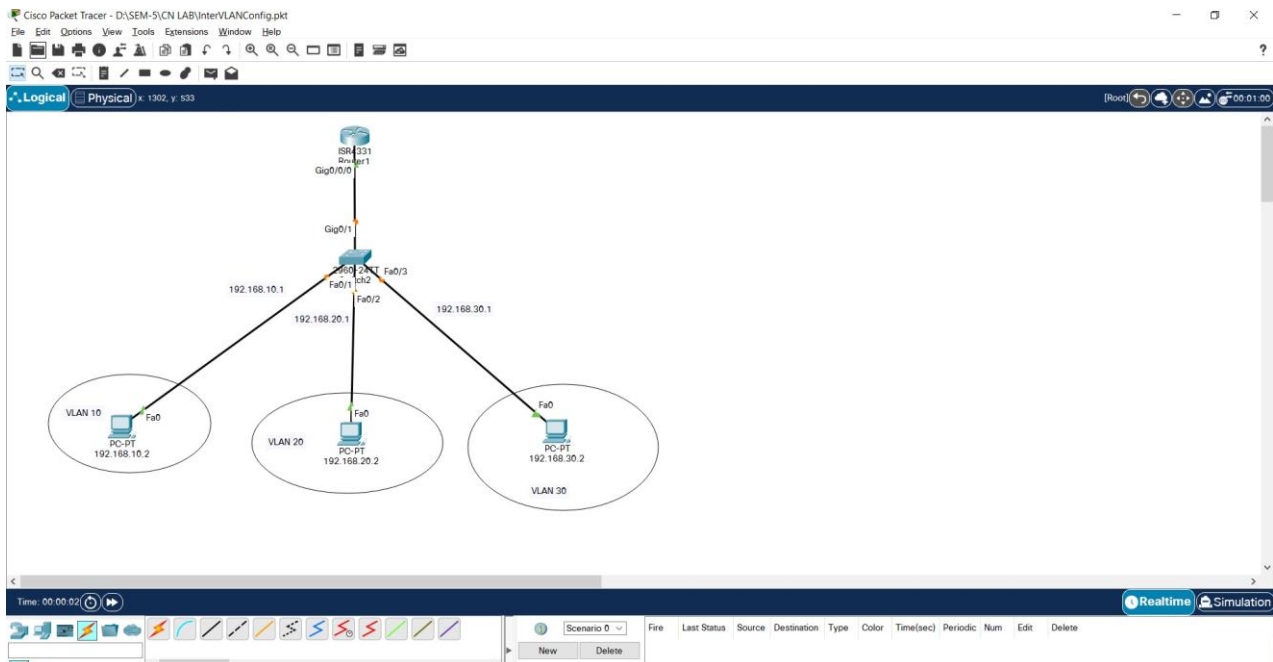 Cisco Packet Tracer - D:\SEM-5\CN LAB\InterVLANConfig.pkt
File Edit Options View Tools Extensions Window Help
?
Logical Physical x: 1302, y: 533 [Root] 00:01:00
ISR4331
Router1
Gig0/0/0
Gig0/1
2960-24TT Fa0/3
ch2
Fa0/1
Fa0/2
192.168.10.1
192.168.20.1
192.168.30.1
VLAN 10
Fa0
PC-PT
192.168.10.2
VLAN 20
Fa0
PC-PT
192.168.20.2
Fa0
PC-PT
192.168.30.2
VLAN 30
Time: 00:00:02 Realtime Simulation
Scenario 0 Fire Last Status Source Destination Type Color Time(sec) Periodic Num Edit Delete
New Delete